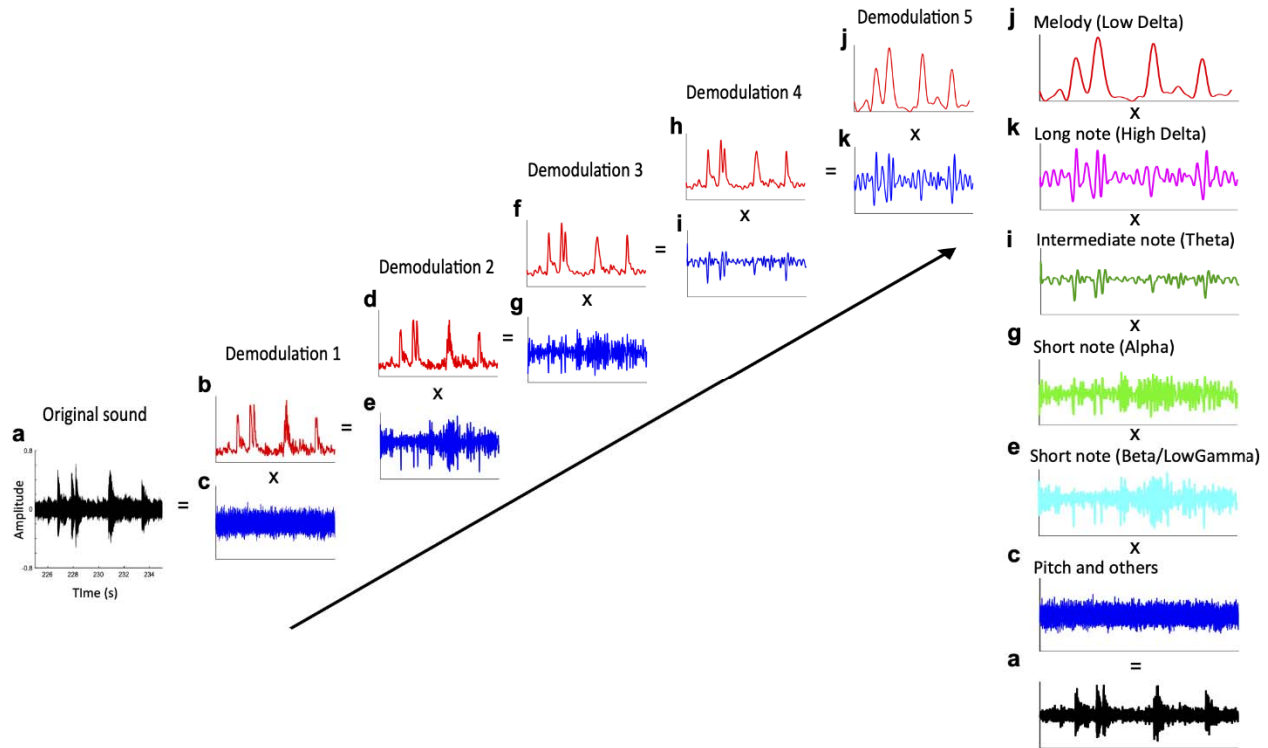 Original sound
a
0.8
0
-0.8
Amplitude
226 228 230 232 234
TIme (s)
=
Demodulation 1
b
x
c
=
Demodulation 2
d
x
e
=
Demodulation 3
f
x
g
=
Demodulation 4
h
x
i
=
Demodulation 5
j
x
k
j Melody (Low Delta)
x
k Long note (High Delta)
x
i Intermediate note (Theta)
x
g Short note (Alpha)
x
e Short note (Beta/LowGamma)
x
c Pitch and others
a =